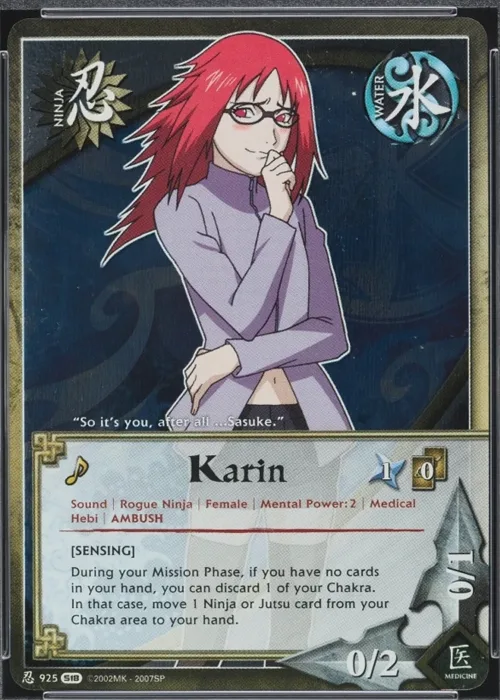 NINJA 忍
WATER 水
"So it's you, after all ...Sasuke."
Karin
1 0
Sound | Rogue Ninja | Female | Mental Power:2 | Medical
Hebi | AMBUSH
[SENSING]
During your Mission Phase, if you have no cards
in your hand, you can discard 1 of your Chakra.
In that case, move 1 Ninja or Jutsu card from your
Chakra area to your hand.
1/0
0/2
医
MEDICINE
忍 925 S18 ©2002MK - 2007SP